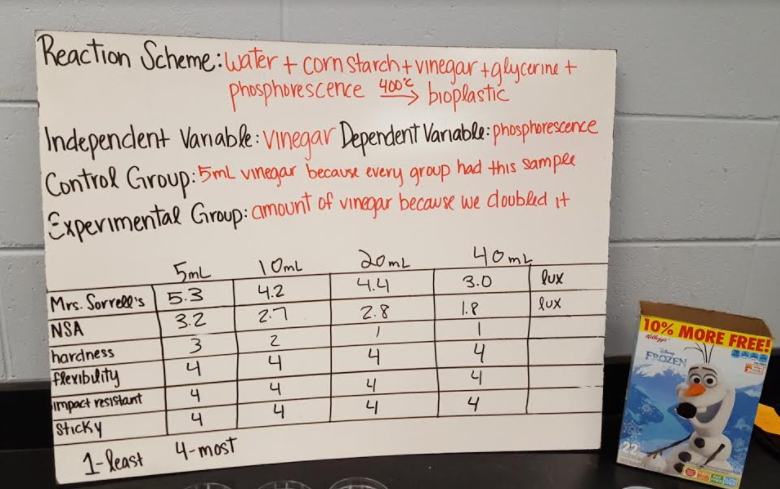 Reaction Scheme: water + cornstarch + vinegar + glycerine +
phosphorescence 400°C → bioplastic
Independent Variable: vinegar Dependent Variable: phosphorescence
Control Group: 5mL vinegar because every group had this sample
Experimental Group: amount of vinegar because we doubled it
5mL 10mL 20mL 40mL
Mrs. Sorrell's 5.3 4.2 4.4 3.0 lux
NSA 3.2 2.7 2.8 1.8 lux
hardness 3 2 1 1
flexibility 4 4 4 4
impact resistant 4 4 4 4
sticky 4 4 4 4
1-least 4-most
10% MORE FREE!
Kellogg's
Disney
FROZEN